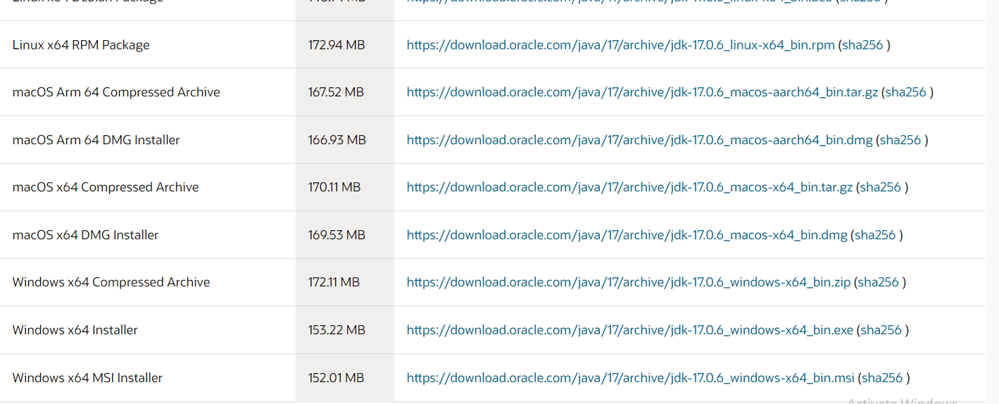 Linux x64 Debian Package 146.94 MB https://download.oracle.com/java/17/archive/jdk-17.0.6_linux-x64_bin.deb (sha256 )
Linux x64 RPM Package 172.94 MB https://download.oracle.com/java/17/archive/jdk-17.0.6_linux-x64_bin.rpm (sha256 )
macOS Arm 64 Compressed Archive 167.52 MB https://download.oracle.com/java/17/archive/jdk-17.0.6_macos-aarch64_bin.tar.gz (sha256 )
macOS Arm 64 DMG Installer 166.93 MB https://download.oracle.com/java/17/archive/jdk-17.0.6_macos-aarch64_bin.dmg (sha256 )
macOS x64 Compressed Archive 170.11 MB https://download.oracle.com/java/17/archive/jdk-17.0.6_macos-x64_bin.tar.gz (sha256 )
macOS x64 DMG Installer 169.53 MB https://download.oracle.com/java/17/archive/jdk-17.0.6_macos-x64_bin.dmg (sha256 )
Windows x64 Compressed Archive 172.11 MB https://download.oracle.com/java/17/archive/jdk-17.0.6_windows-x64_bin.zip (sha256 )
Windows x64 Installer 153.22 MB https://download.oracle.com/java/17/archive/jdk-17.0.6_windows-x64_bin.exe (sha256 )
Windows x64 MSI Installer 152.01 MB https://download.oracle.com/java/17/archive/jdk-17.0.6_windows-x64_bin.msi (sha256 )
Activate Windows